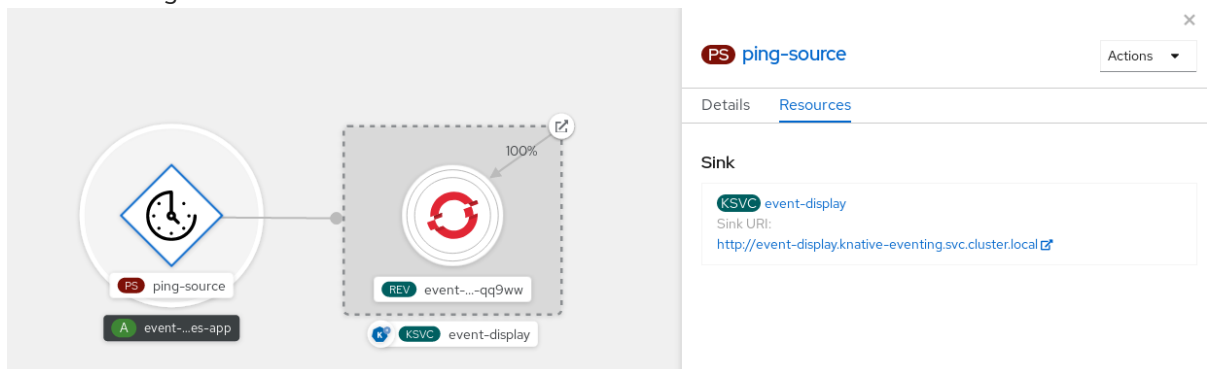 100%
PS ping-source
A event-...es-app
REV event-...-qq9ww
KSVC event-display
PS ping-source
Actions
Details Resources
Sink
KSVC event-display
Sink URI:
http://event-display.knative-eventing.svc.cluster.local